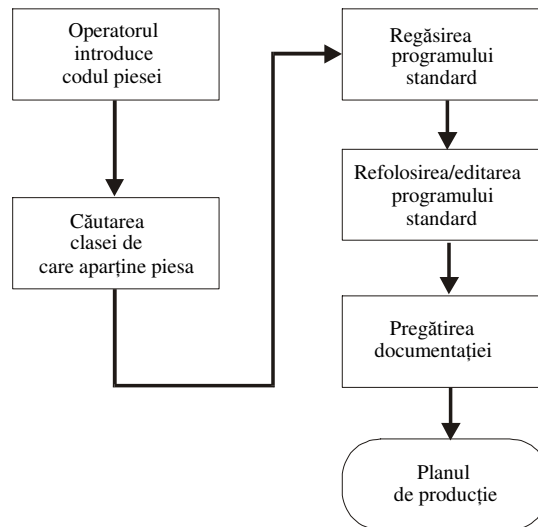 Operatorul
introduce
codul piesei
Căutarea
clasei de
care aparține piesa
Regăsirea
programului
standard
Refolosirea/editarea
programului
standard
Pregătirea
documentației
Planul
de producție